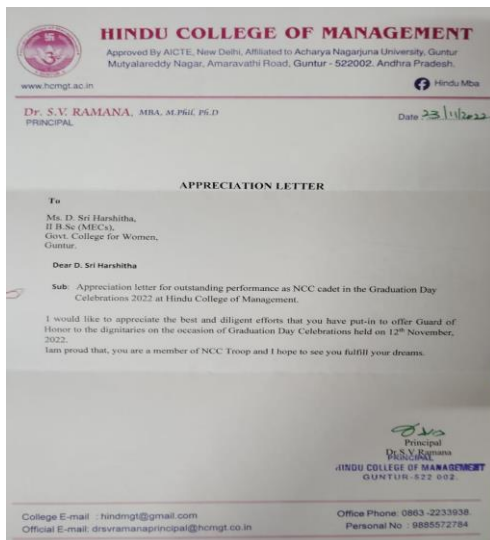 HINDU COLLEGE OF MANAGEMENT
Approved By AICTE, New Delhi, Affiliated to Acharya Nagarjuna University, Guntur
Mutyalareddy Nagar, Amaravathi Road, Guntur - 522002. Andhra Pradesh.
www.hcmgt.ac.in
Hindu Mba
Dr. S.V. RAMANA, MBA, M.Phil, Ph.D
PRINCIPAL
Date 23/11/2022
APPRECIATION LETTER
To
Ms. D. Sri Harshitha,
II B.Sc (MECs),
Govt. College for Women,
Guntur.
Dear D. Sri Harshitha
Sub: Appreciation letter for outstanding performance as NCC cadet in the Graduation Day
Celebrations 2022 at Hindu College of Management.
I would like to appreciate the best and diligent efforts that you have put-in to offer Guard of
Honor to the dignitaries on the occasion of Graduation Day Celebrations held on 12th November,
2022.
Iam proud that, you are a member of NCC Troop and I hope to see you fulfill your dreams.
Principal
Dr.S.V.Ramana
PRINCIPAL
HINDU COLLEGE OF MANAGEMENT
GUNTUR-522 002.
College E-mail : hindmgt@gmail.com
Official E-mail: drsvramanaprincipal@hcmgt.co.in
Office Phone: 0863 -2233938.
Personal No : 9885572784